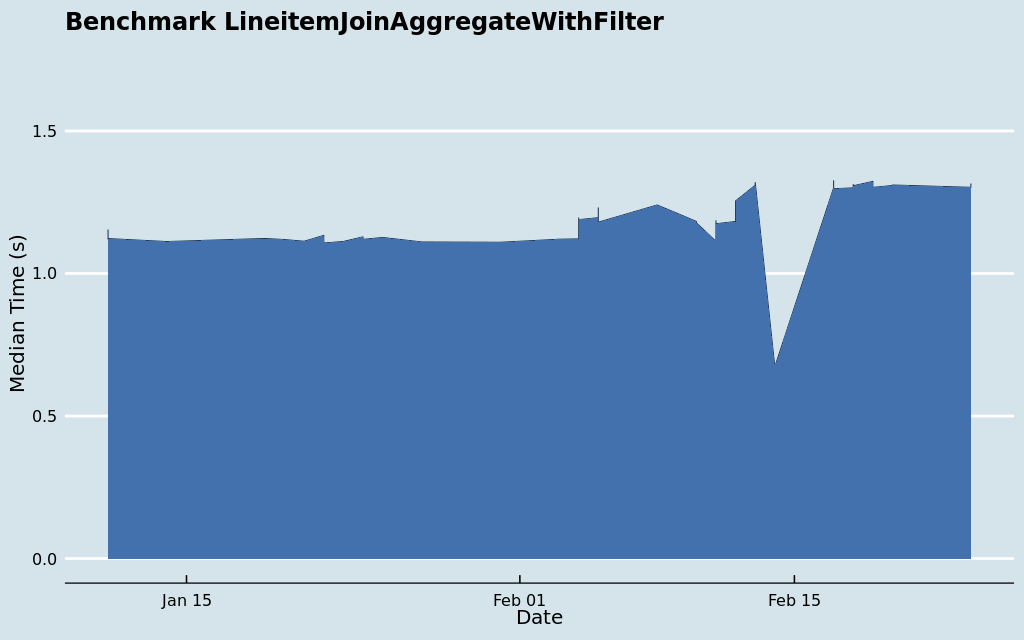 Benchmark LineitemJoinAggregateWithFilter
1.5
1.0
0.5
0.0
Median Time (s)
Jan 15
Feb 01
Feb 15
Date